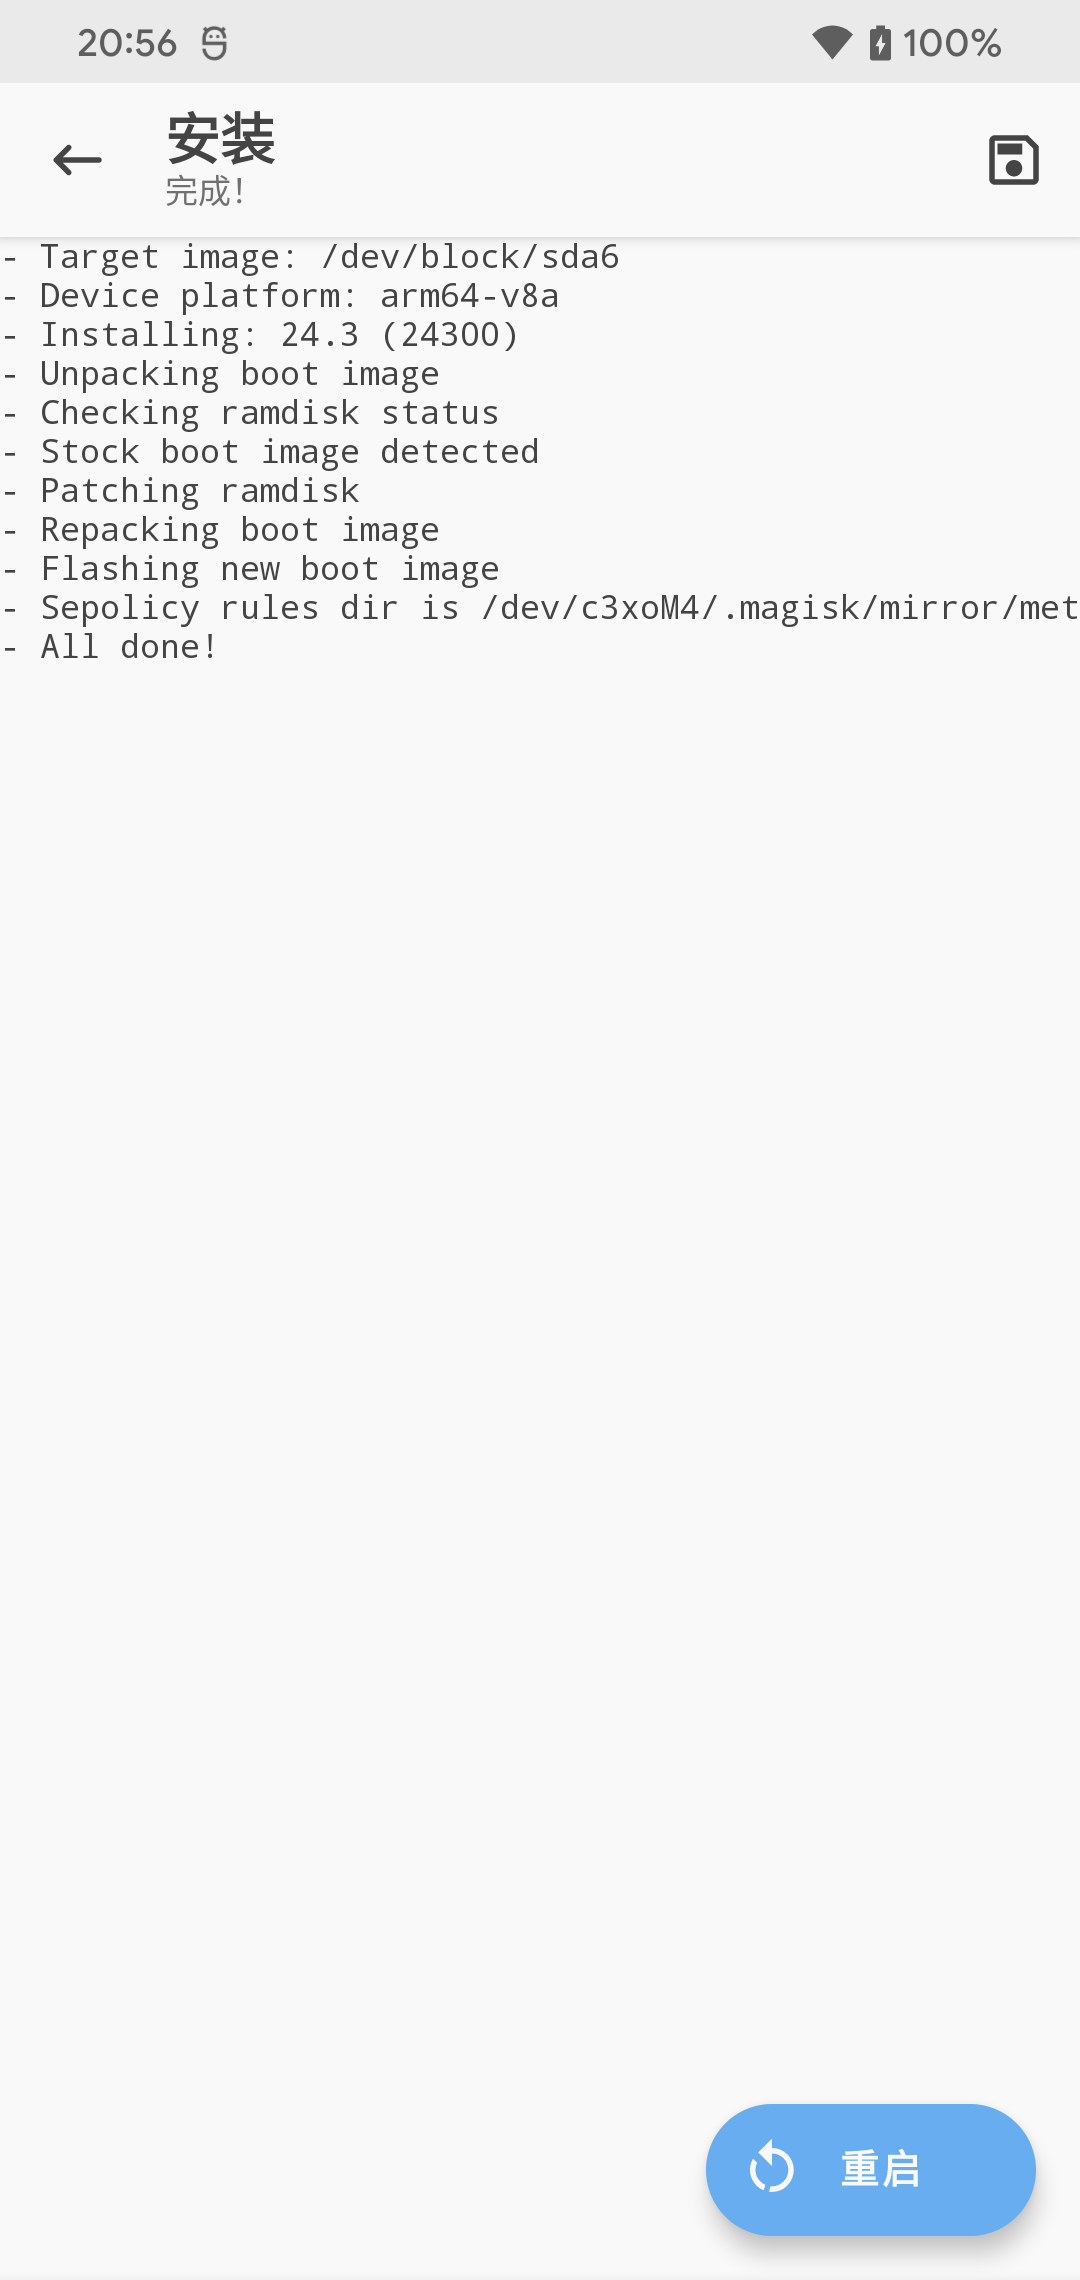 20:56
100%
安装
完成！
- Target image: /dev/block/sda6
- Device platform: arm64-v8a
- Installing: 24.3 (24300)
- Unpacking boot image
- Checking ramdisk status
- Stock boot image detected
- Patching ramdisk
- Repacking boot image
- Flashing new boot image
- Sepolicy rules dir is /dev/c3xoM4/.magisk/mirror/met
- All done!
重启